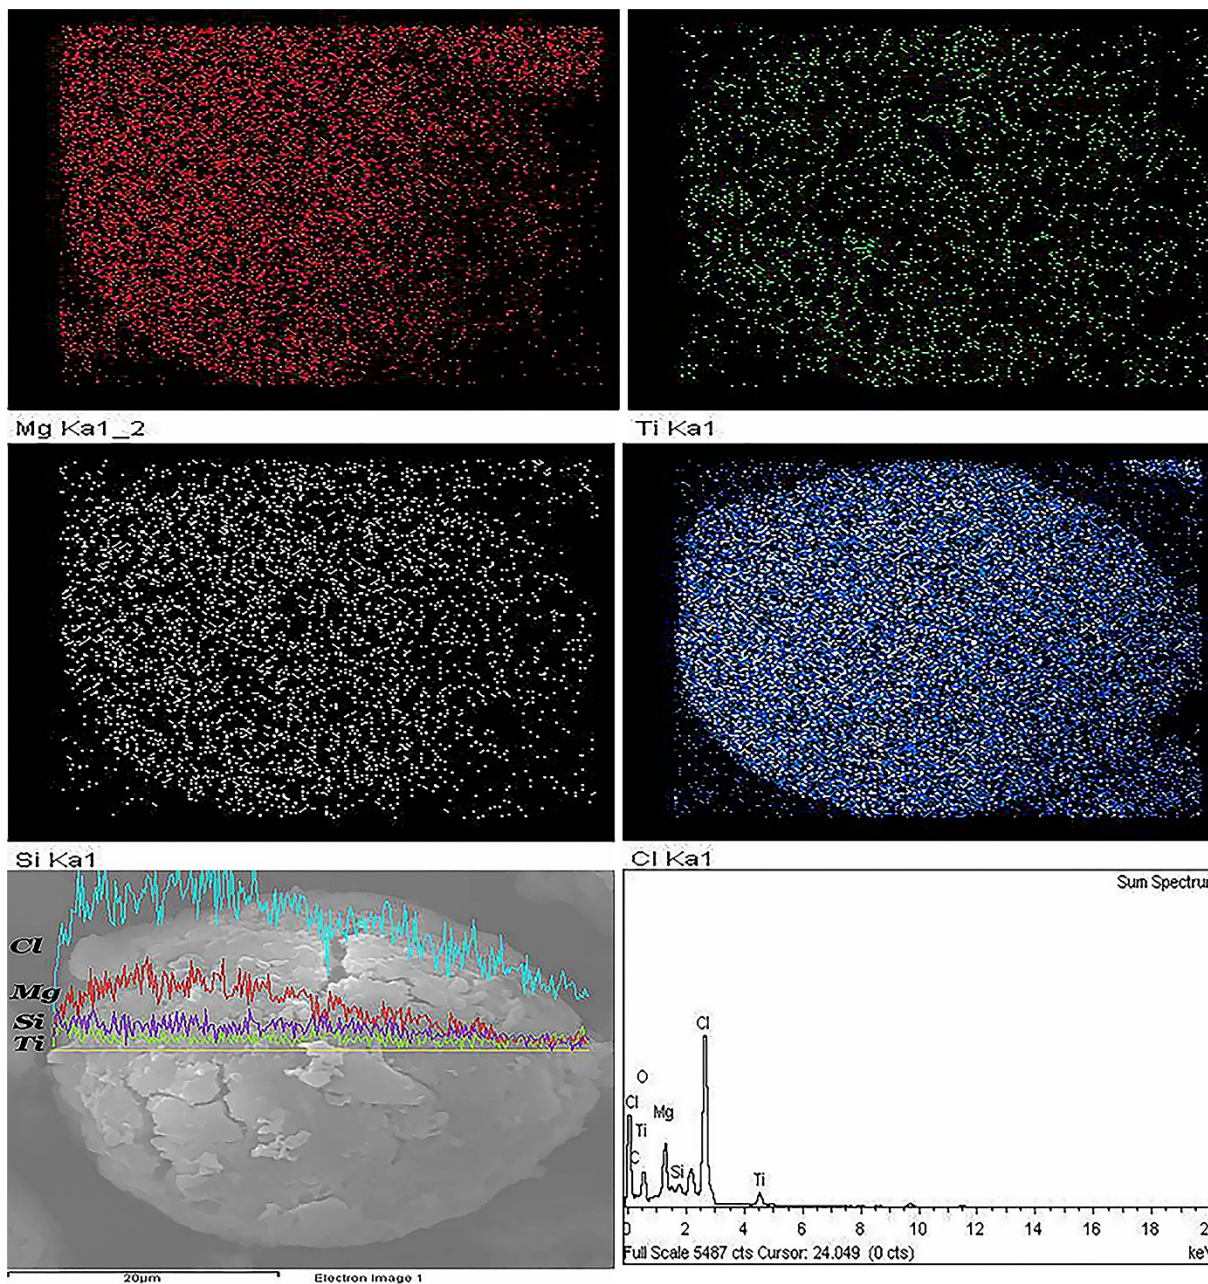 Mg Ka1_2
Ti Ka1
Si Ka1
Cl Ka1
Cl
Mg
Si
Ti
20µm
Electron Image 1
Sum Spectrum
Cl
O
Cl
Mg
Ti
C
Si
Ti
0 2 4 6 8 10 12 14 16 18 20
Full Scale 5487 cts Cursor: 24.049 (0 cts)
keV